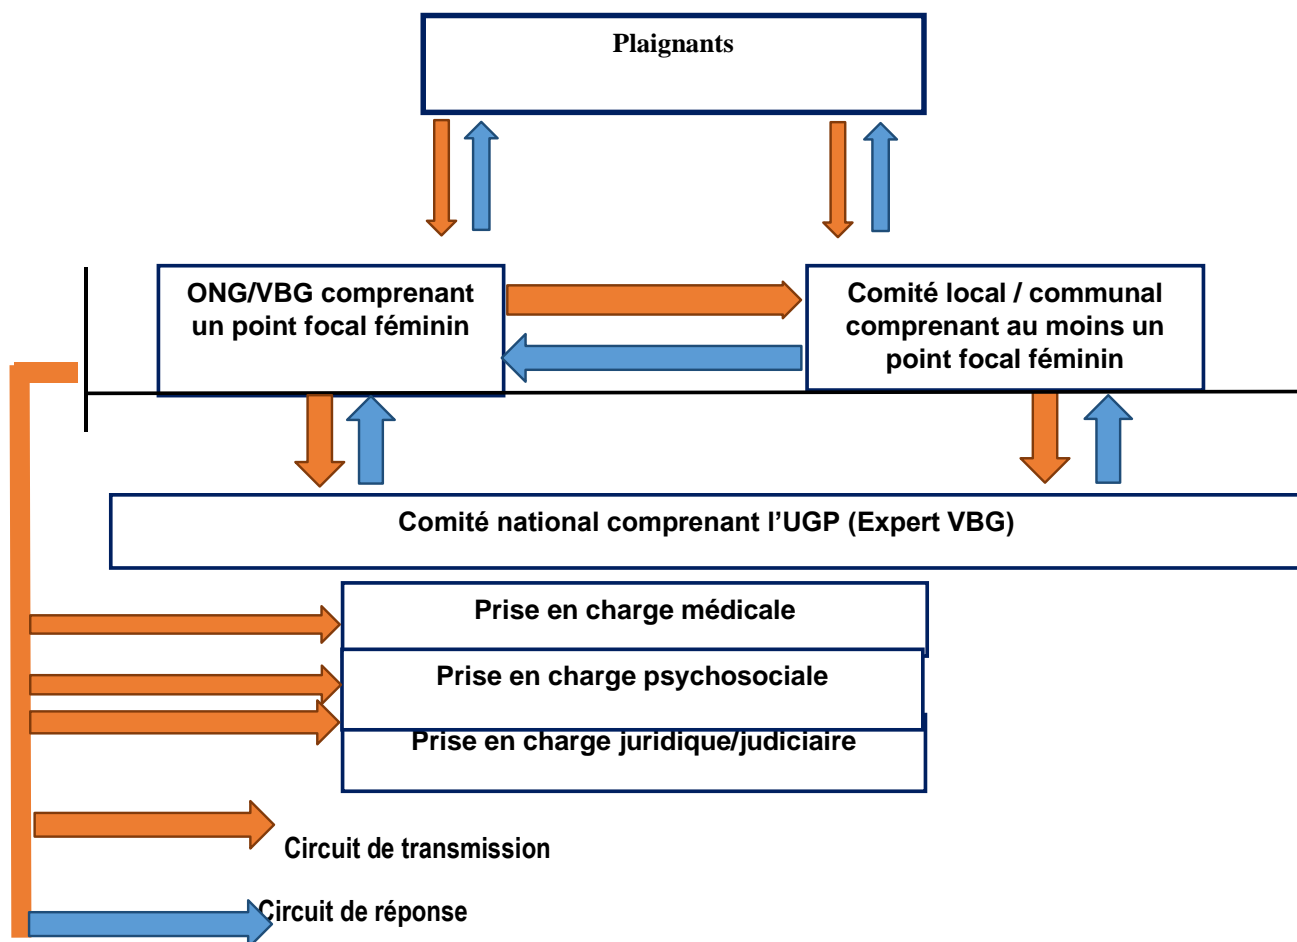 Plaignants
ONG/VBG comprenant
un point focal féminin
Comité local / communal
comprenant au moins un
point focal féminin
Comité national comprenant l’UGP (Expert VBG)
Prise en charge médicale
Prise en charge psychosociale
Prise en charge juridique/judiciaire
Circuit de transmission
Circuit de réponse